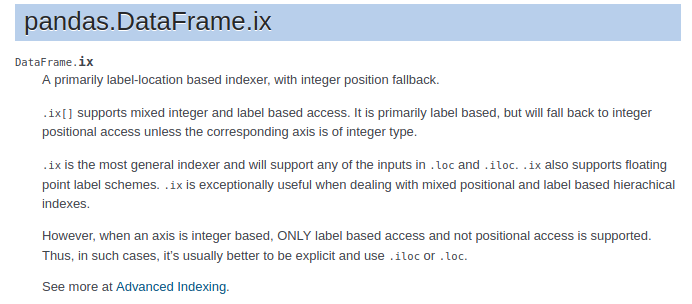 pandas.DataFrame.ix
DataFrame.ix
A primarily label-location based indexer, with integer position fallback.
.ix[] supports mixed integer and label based access. It is primarily label based, but will fall back to integer
positional access unless the corresponding axis is of integer type.
.ix is the most general indexer and will support any of the inputs in .loc and .iloc. .ix also supports floating
point label schemes. .ix is exceptionally useful when dealing with mixed positional and label based hierachical
indexes.
However, when an axis is integer based, ONLY label based access and not positional access is supported.
Thus, in such cases, it's usually better to be explicit and use .iloc or .loc.
See more at Advanced Indexing.